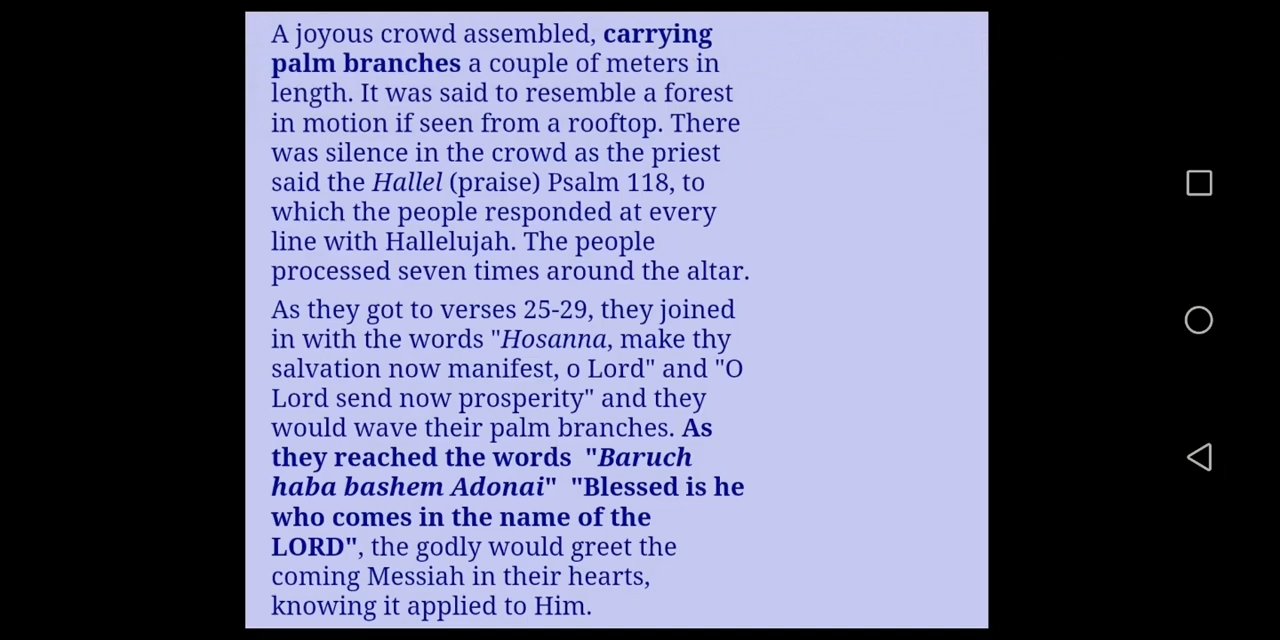 A joyous crowd assembled, carrying
palm branches a couple of meters in
length. It was said to resemble a forest
in motion if seen from a rooftop. There
was silence in the crowd as the priest
said the Hallel (praise) Psalm 118, to
which the people responded at every
line with Hallelujah. The people
processed seven times around the altar.
As they got to verses 25-29, they joined
in with the words "Hosanna, make thy
salvation now manifest, o Lord" and "O
Lord send now prosperity" and they
would wave their palm branches. As
they reached the words  "Baruch
haba bashem Adonai"  "Blessed is he
who comes in the name of the
LORD", the godly would greet the
coming Messiah in their hearts,
knowing it applied to Him.